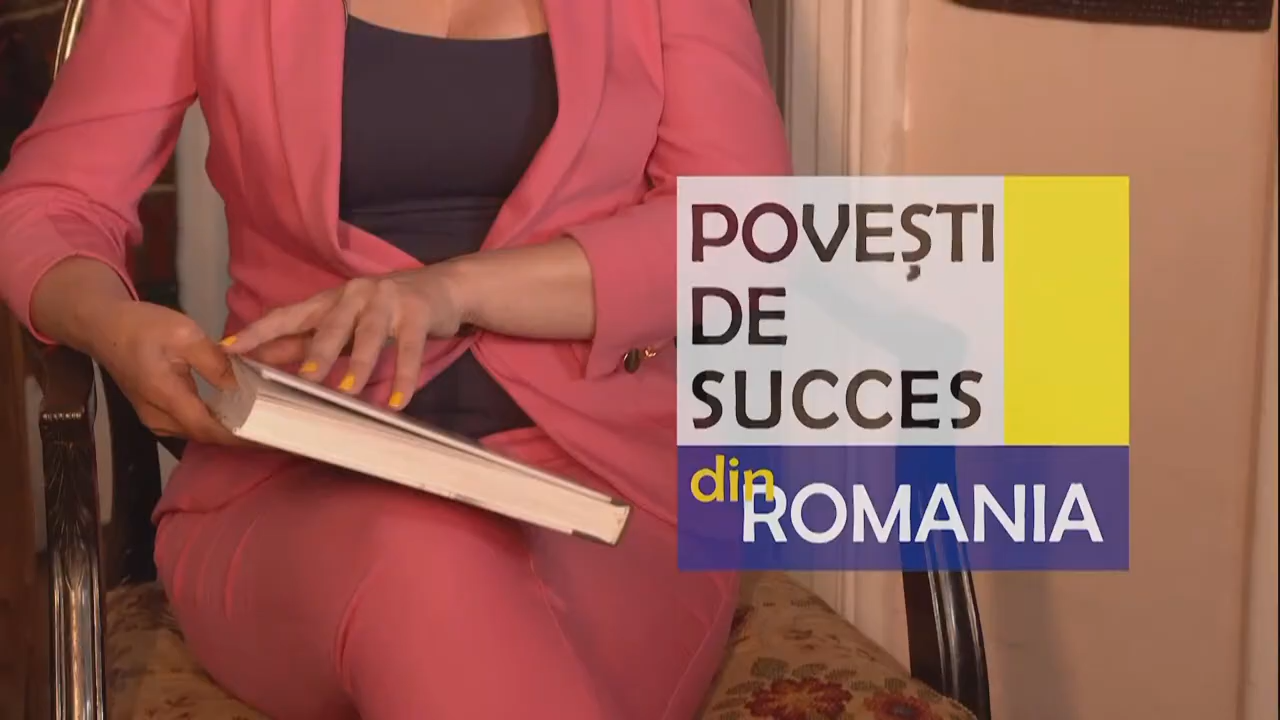 POVEȘTI
DE
SUCCES
din
ROMANIA